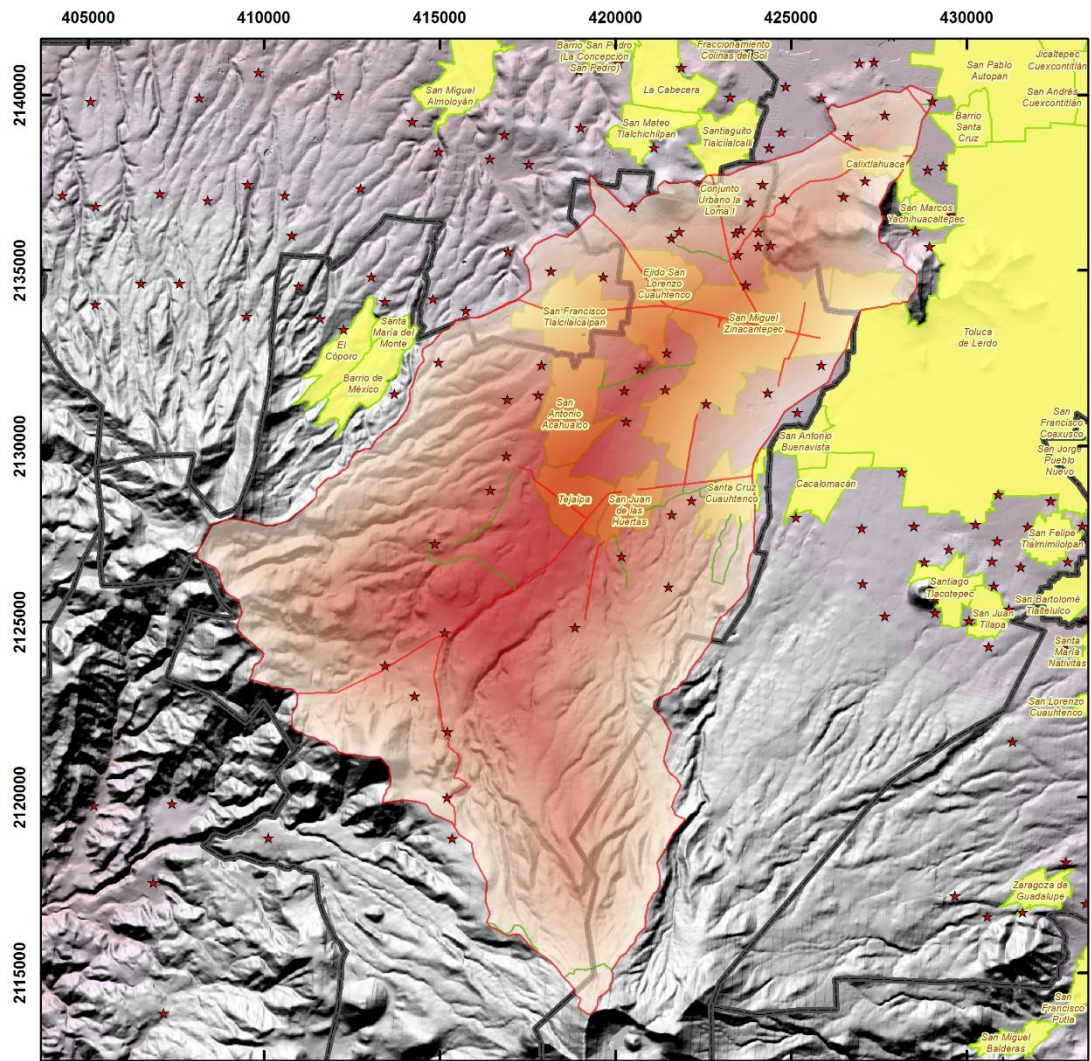 405000
410000
415000
420000
425000
430000
2140000
2135000
2130000
2125000
2120000
2115000
Barrio San Pedro
(La Concepción
San Pedro)
Fraccionamiento
Colinas del Sol
Jicaltepec
Cuexcontitlán
San Pablo
Autopan
San Miguel
Almoloyán
La Cabecera
San Andrés
Cuexcontitlán
San Mateo
Tlalchichilpan
Santiaguito
Tlalcilalcalli
Barrio
Santa
Cruz
Calixtlahuaca
Conjunto
Urbano la
Loma I
San Marcos
Yachihuacaltepec
Ejido San
Lorenzo
Cuauhtenco
San Francisco
Tlalcilalcalpan
San Miguel
Zinacantepec
Toluca
de Lerdo
Santa
María del
Monte
El
Cóporo
Barrio de
México
San
Antonio
Acahualco
San Antonio
Buenavista
San
Francisco
Coaxusco
San Jorge
Pueblo
Nuevo
Tejalpa
San Juan
de las
Huertas
Santa Cruz
Cuauhtenco
Cacalomacán
San Felipe
Tlalmimilolpan
Santiago
Tlacotepec
San Bartolomé
Tlaltelulco
San Juan
Tilapa
Santa
María
Nativitas
San Lorenzo
Cuauhtenco
Zaragoza de
Guadalupe
San
Francisco
Putla
San Miguel
Balderas